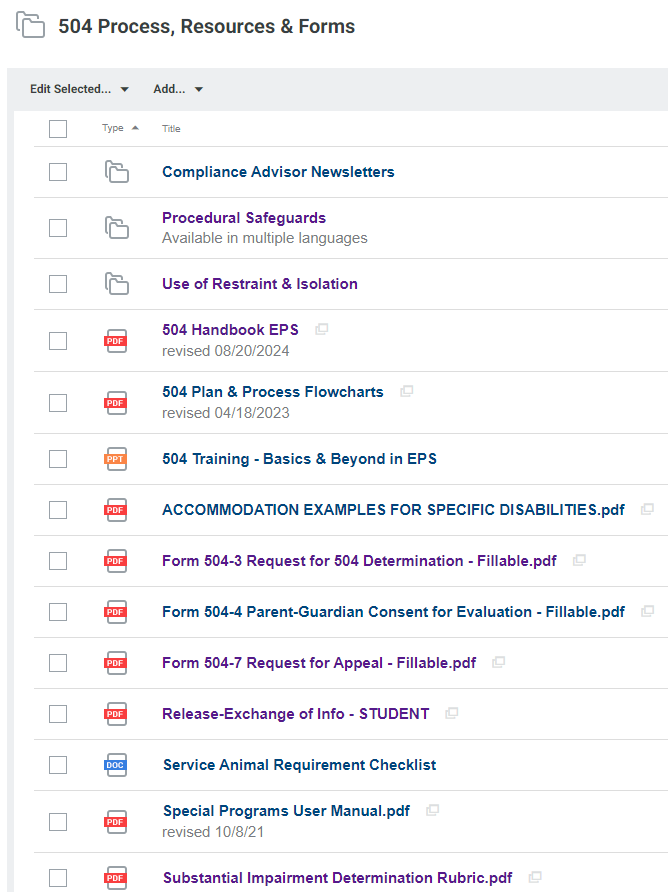 504 Process, Resources & Forms
Edit Selected... Add...
Type Title
Compliance Advisor Newsletters
Procedural Safeguards
Available in multiple languages
Use of Restraint & Isolation
504 Handbook EPS
PDF
revised 08/20/2024
504 Plan & Process Flowcharts
PDF
revised 04/18/2023
PPT 504 Training - Basics & Beyond in EPS
PDF ACCOMMODATION EXAMPLES FOR SPECIFIC DISABILITIES.pdf
PDF Form 504-3 Request for 504 Determination - Fillable.pdf
PDF Form 504-4 Parent-Guardian Consent for Evaluation - Fillable.pdf
PDF Form 504-7 Request for Appeal - Fillable.pdf
PDF Release-Exchange of Info - STUDENT
DOC Service Animal Requirement Checklist
Special Programs User Manual.pdf
PDF
revised 10/8/21
PDF Substantial Impairment Determination Rubric.pdf